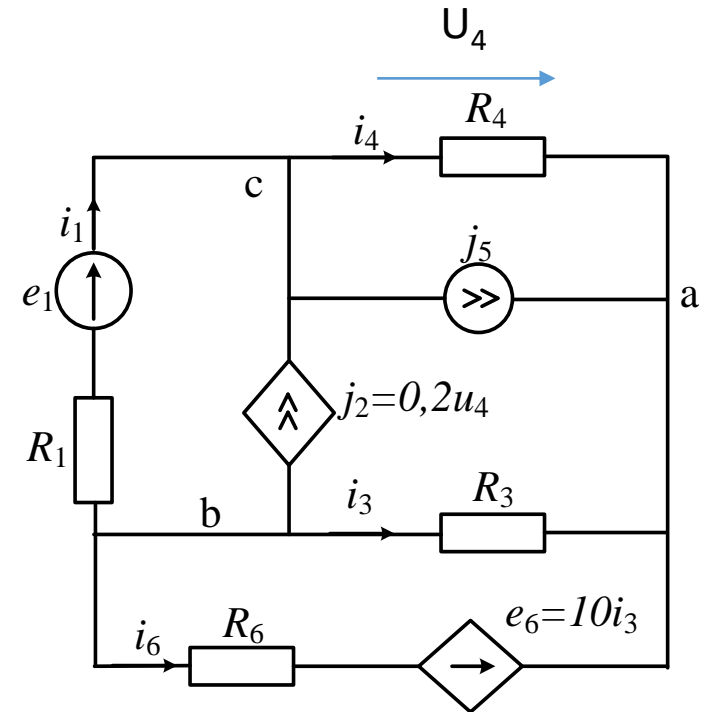 U₄
R₄
i₄
c
i₁
j₅
e₁
a
j₂=0,2u₄
R₁
i₃
R₃
b
e₆=10i₃
i₆
R₆